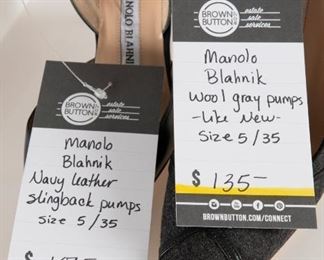 MANOLO BLAHNIK
BROWN
BUTTON
estate
sale
services
Manolo
Blahnik
Navy leather
slingback pumps
Size 5/35
$
BROWN
BUTTON
estate
sale
services
Manolo
Blahnik
Wool gray pumps
-Like New-
Size 5/35
$ 135-
BROWNBUTTON.COM/CONNECT